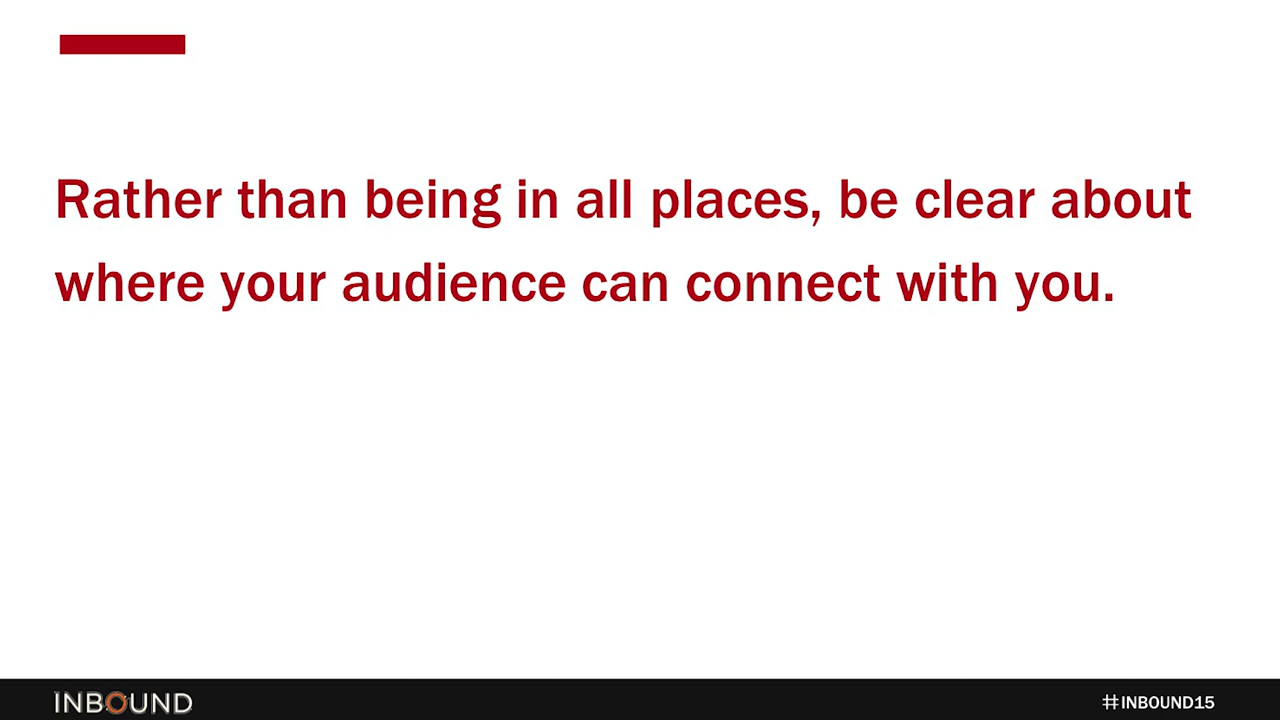 Rather than being in all places, be clear about
where your audience can connect with you.
INBOUND
#INBOUND15